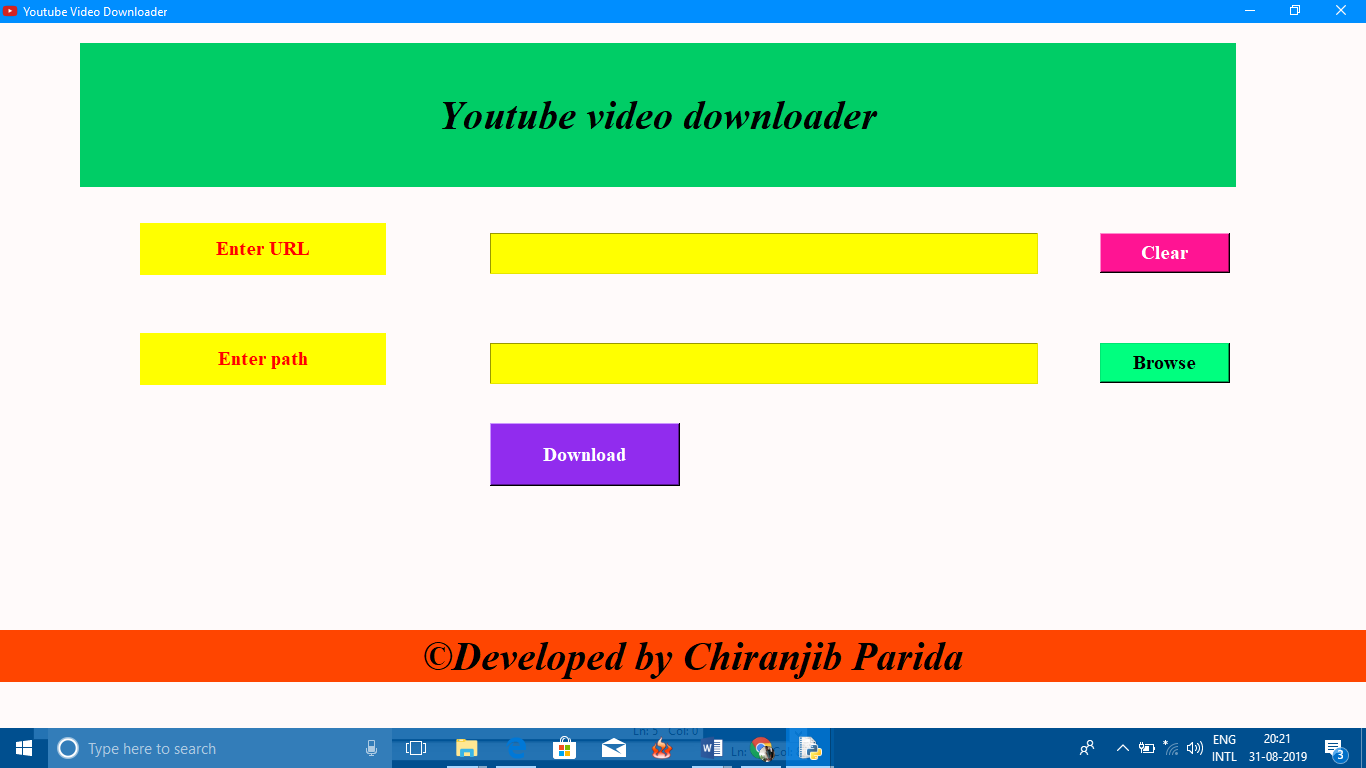 Youtube Video Downloader
Youtube video downloader
Enter URL
Clear
Enter path
Browse
Download
©Developed by Chiranjib Parida
Type here to search
Ln: 5 Col: 0
ENG
INTL
20:21
31-08-2019
3